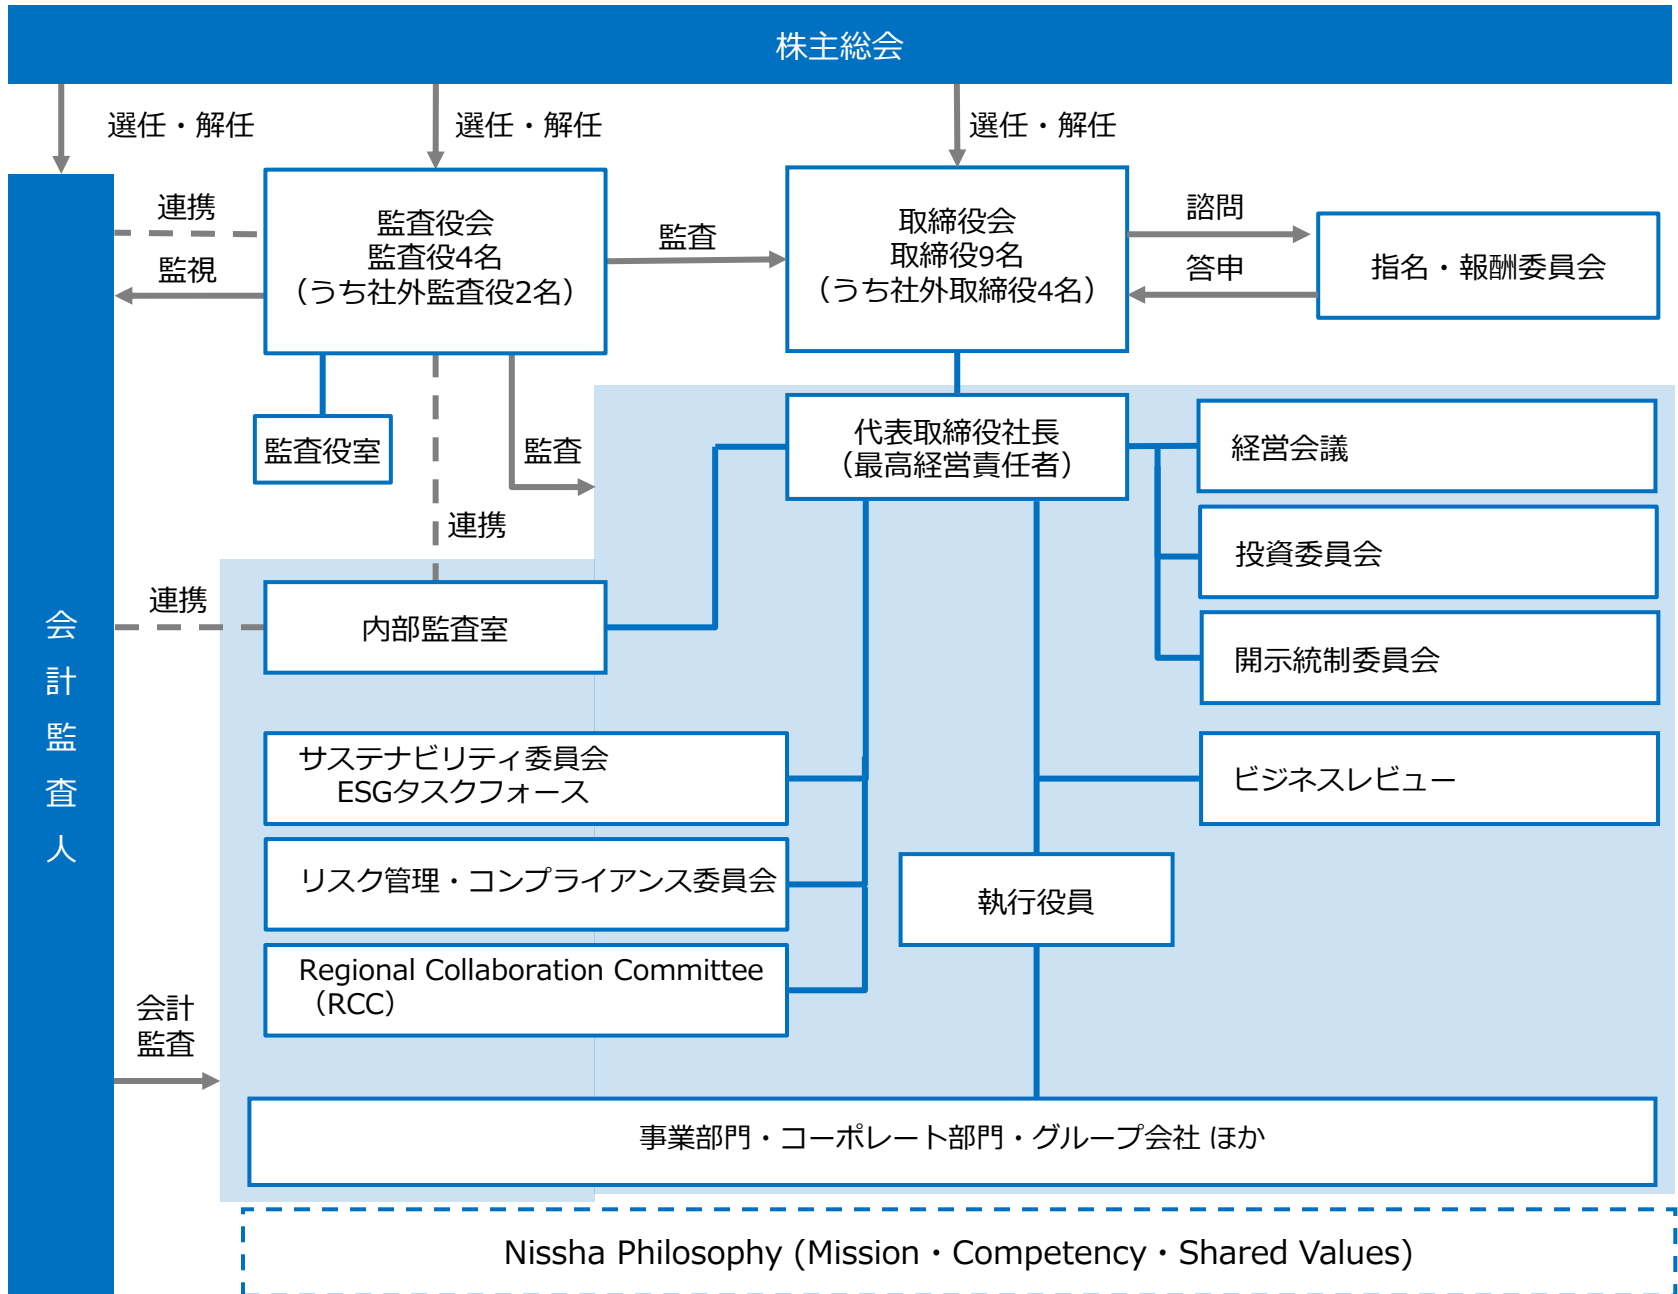 株主総会
選任・解任
選任・解任
選任・解任
連携
監視
監査役会
監査役4名
（うち社外監査役2名）
監査
取締役会
取締役9名
（うち社外取締役4名）
諮問
答申
指名・報酬委員会
監査役室
監査
連携
代表取締役社長
（最高経営責任者）
経営会議
投資委員会
開示統制委員会
連携
内部監査室
会計監査人
サステナビリティ委員会
ESGタスクフォース
ビジネスレビュー
リスク管理・コンプライアンス委員会
執行役員
Regional Collaboration Committee
（RCC）
会計
監査
事業部門・コーポレート部門・グループ会社 ほか
Nissha Philosophy (Mission・Competency・Shared Values)